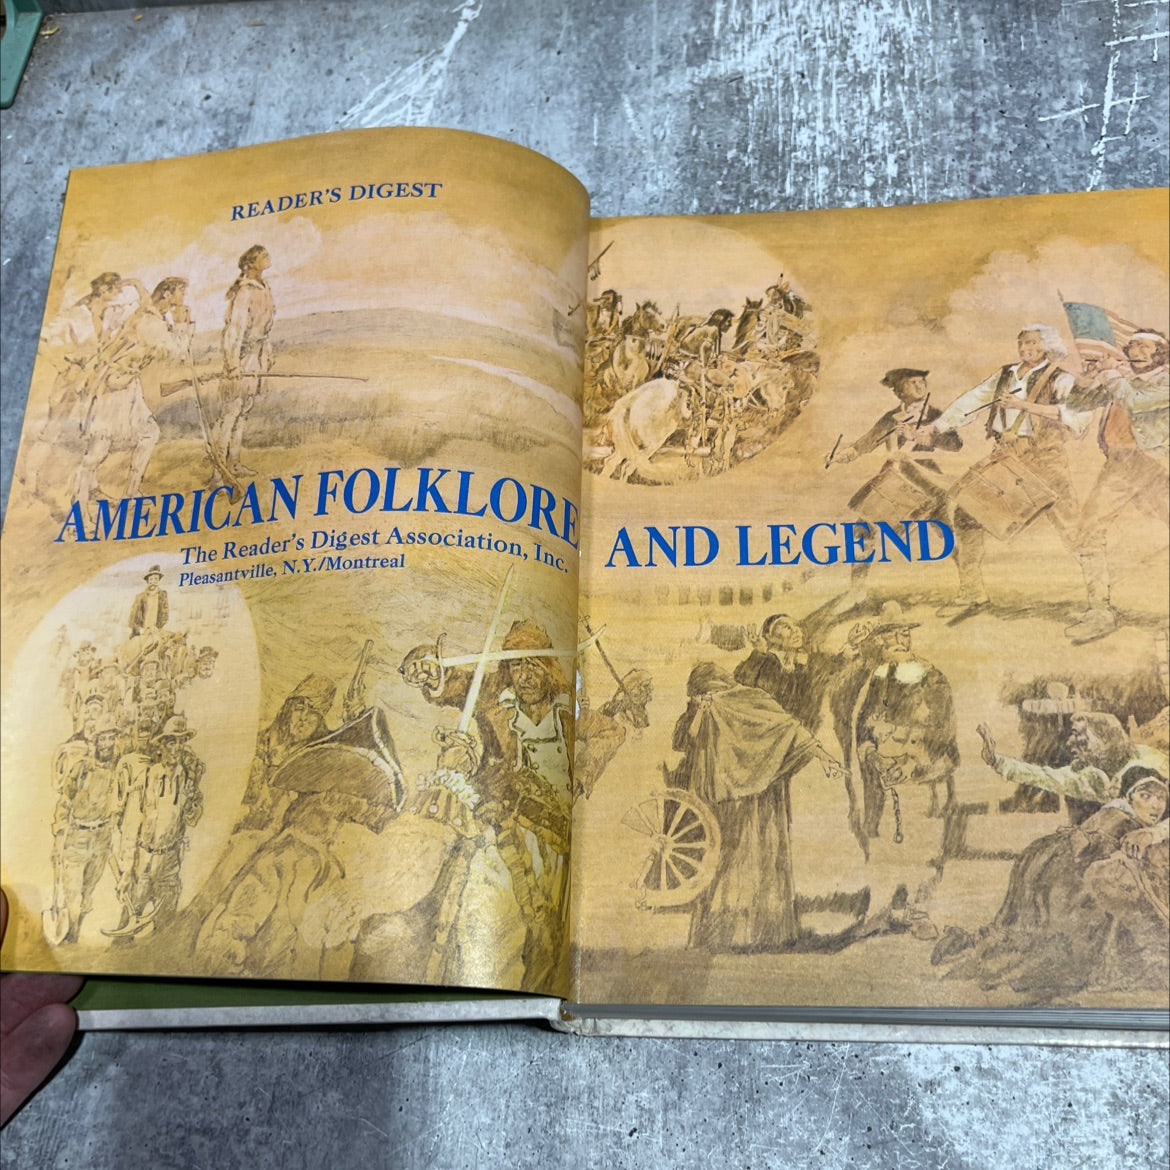 READER'S DIGEST
AMERICAN FOLKLORE AND LEGEND
The Reader's Digest Association, Inc.
Pleasantville, N.Y./Montreal